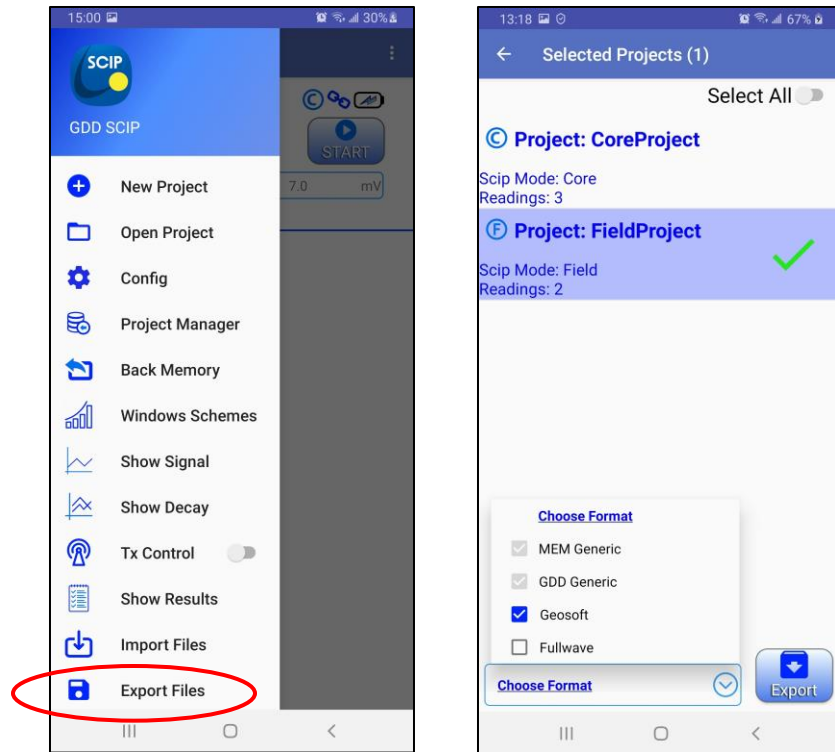 15:00
30%
SCIP
GDD SCIP
START
7.0 mV
New Project
Open Project
Config
Project Manager
Back Memory
Windows Schemes
Show Signal
Show Decay
Tx Control
Show Results
Import Files
Export Files
13:18
67%
Selected Projects (1)
Select All
C Project: CoreProject
Scip Mode: Core
Readings: 3
F Project: FieldProject
Scip Mode: Field
Readings: 2
Choose Format
MEM Generic
GDD Generic
Geosoft
Fullwave
Choose Format
Export